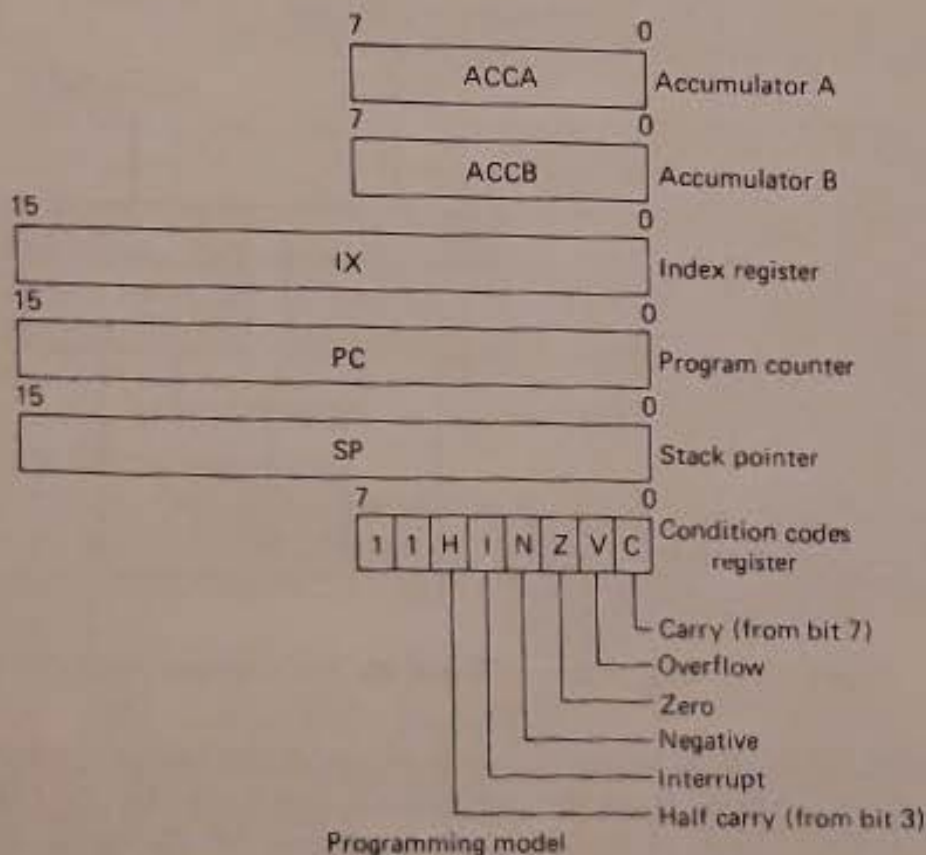 7 0
ACCA Accumulator A
7 0
ACCB Accumulator B
15 0
IX Index register
15 0
PC Program counter
15 0
SP Stack pointer
7 0
1 1 H I N Z V C Condition codes
register
Carry (from bit 7)
Overflow
Zero
Negative
Interrupt
Half carry (from bit 3)
Programming model